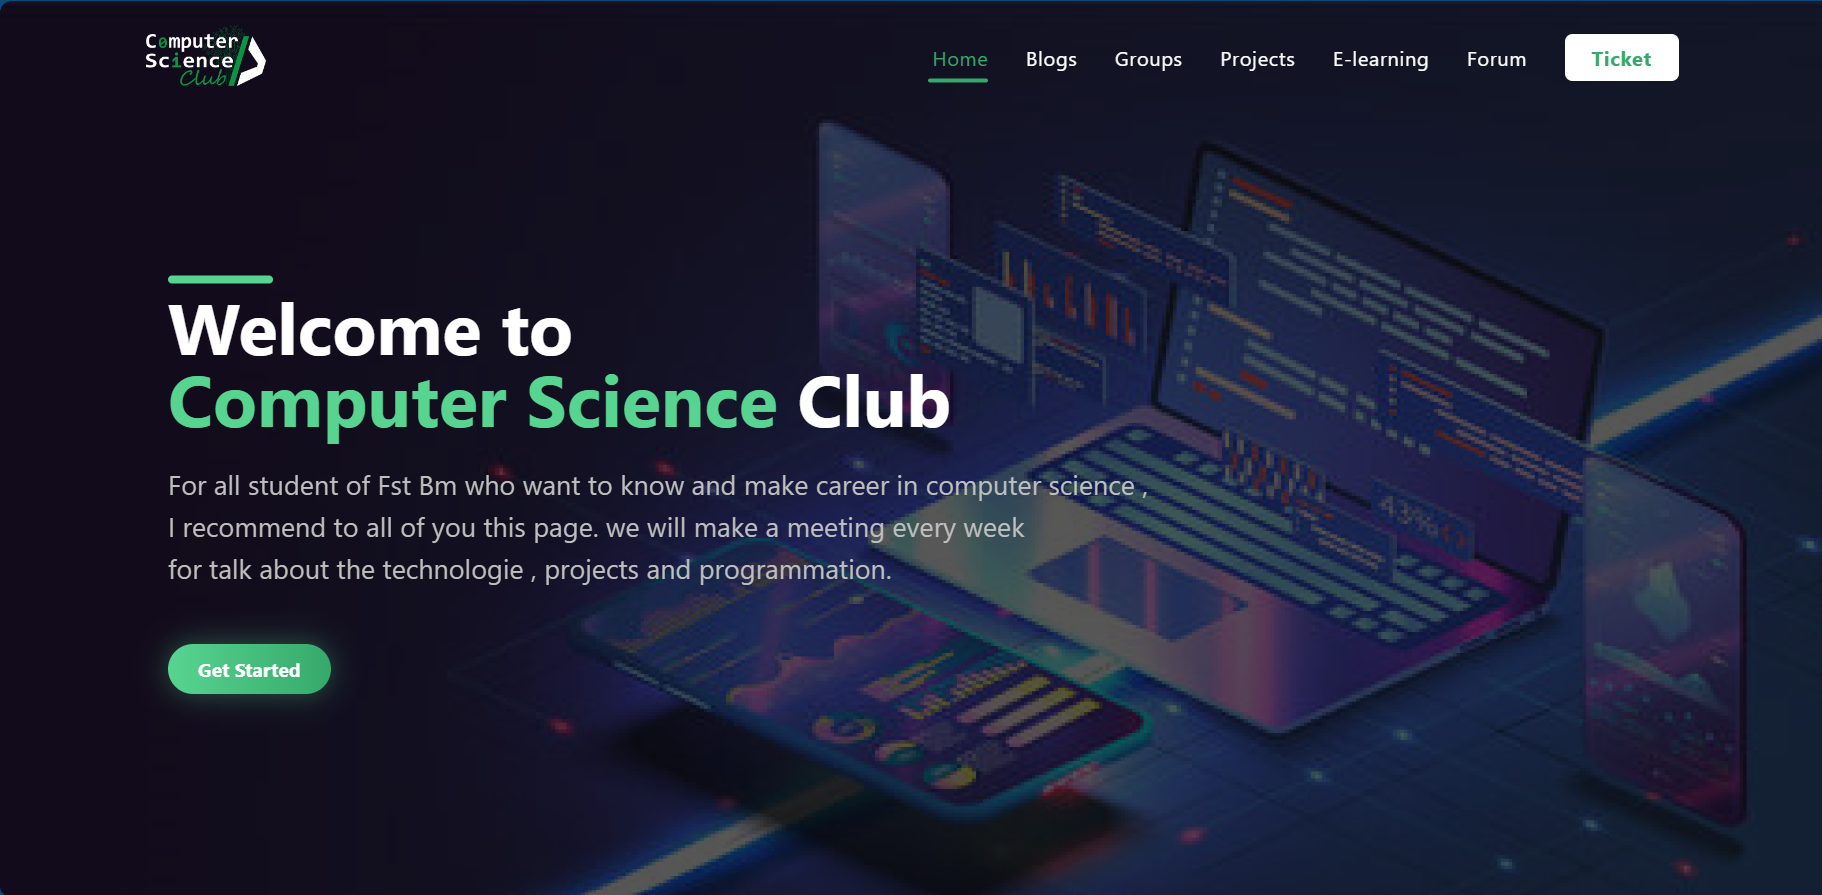 C0mputer
Science
Club
Home Blogs Groups Projects E-learning Forum Ticket
Welcome to
Computer Science Club
For all student of Fst Bm who want to know and make career in computer science ,
I recommend to all of you this page. we will make a meeting every week
for talk about the technologie , projects and programmation.
43%
Get Started